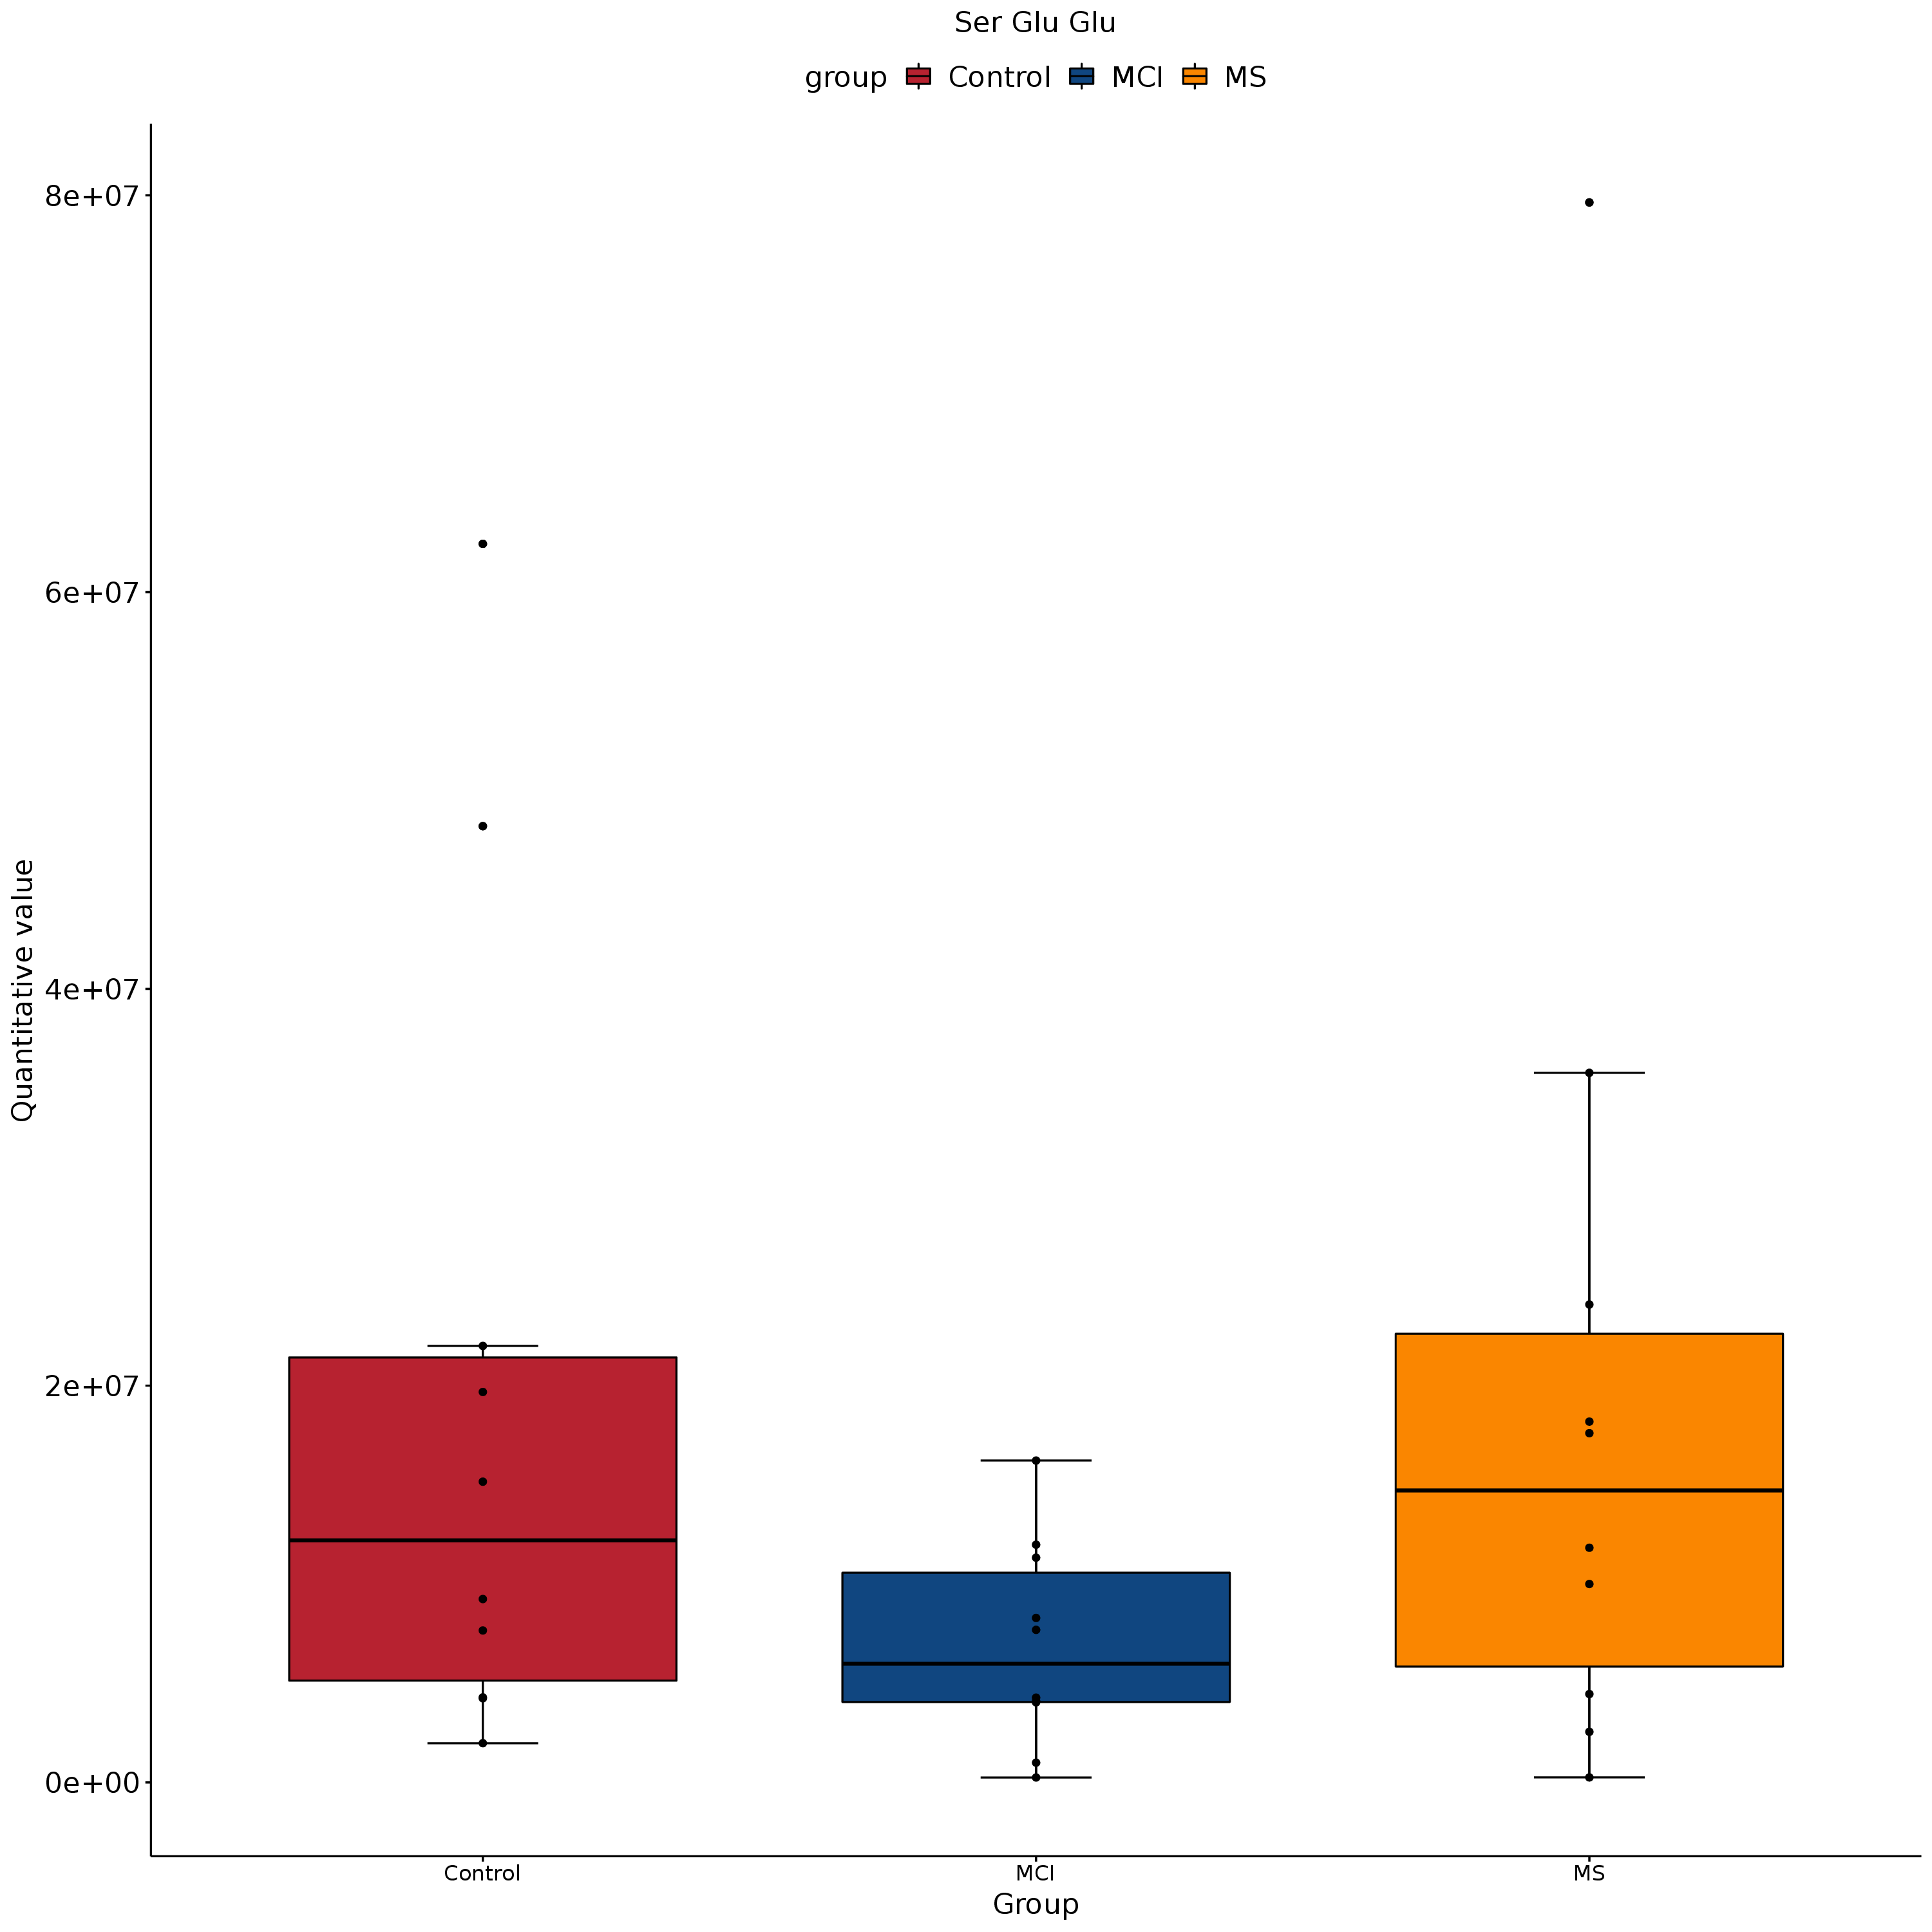 Ser Glu Glu
group Control MCI MS
8e+07
6e+07
4e+07
2e+07
0e+00
Quantitative value
Control MCI MS
Group